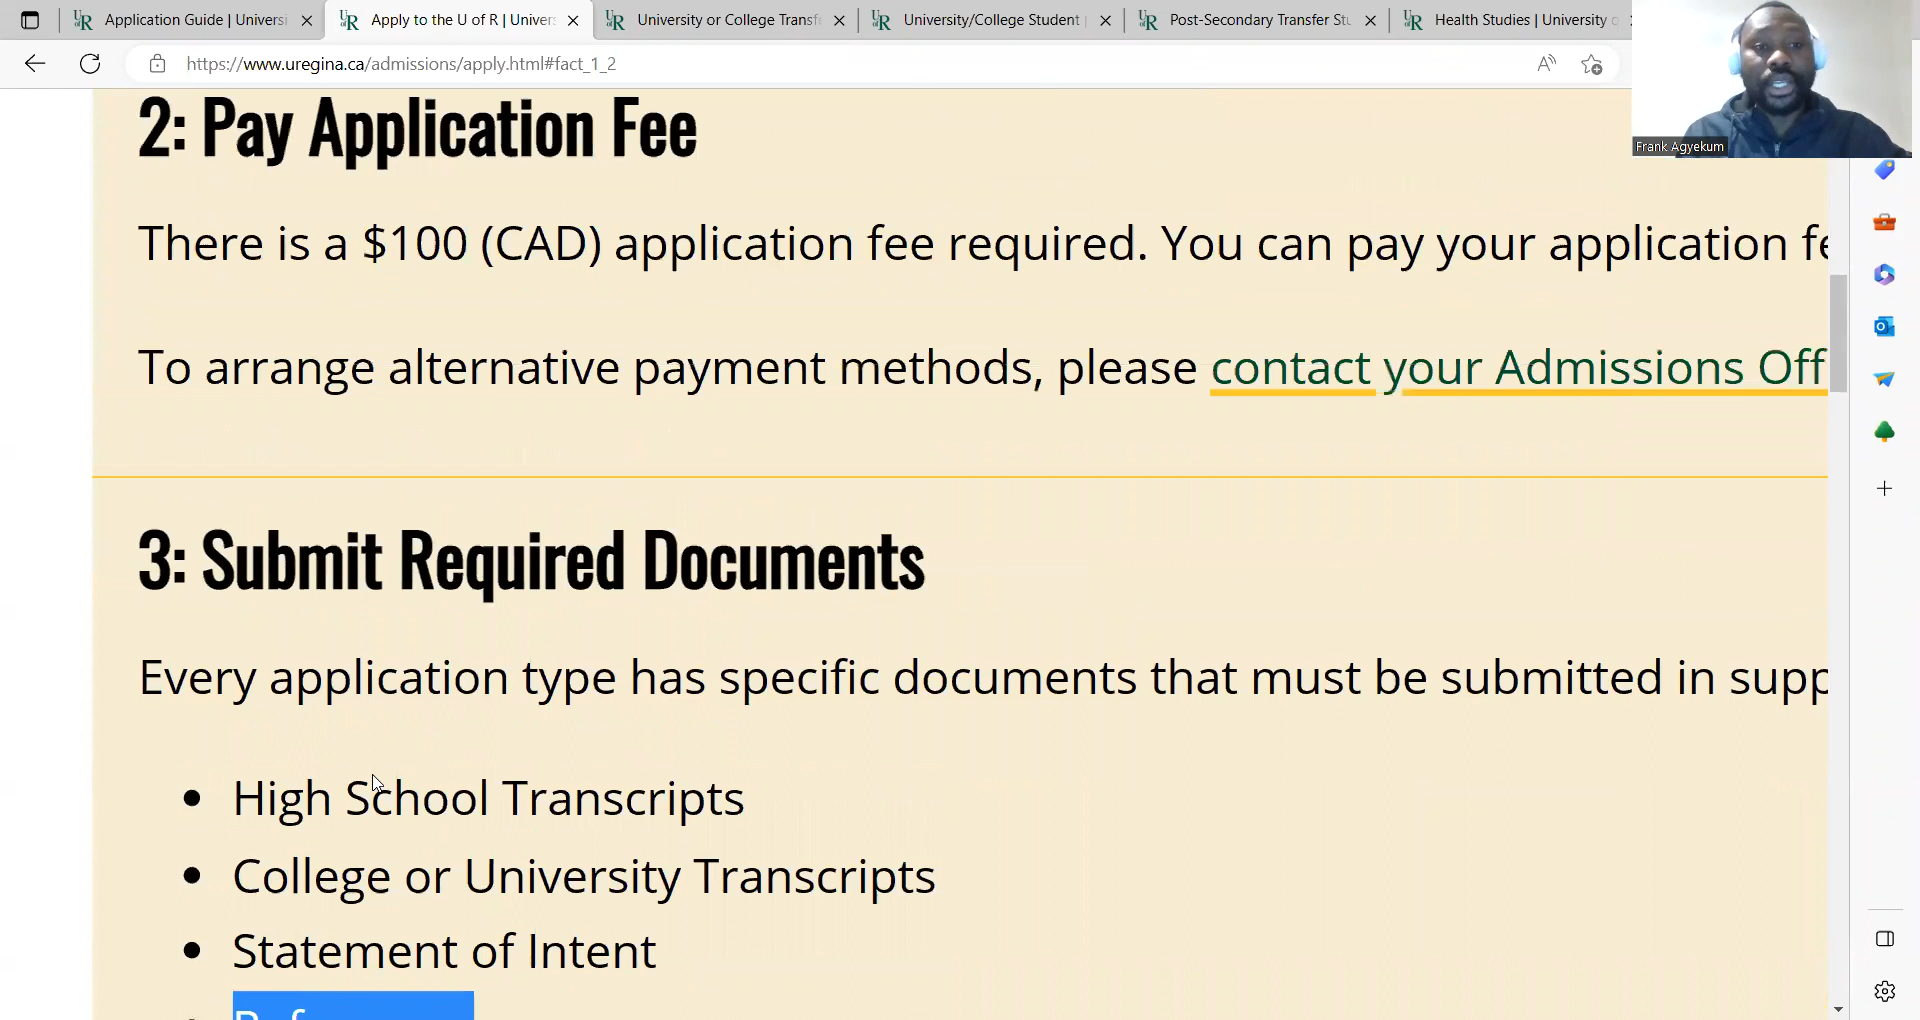 Application Guide | Universi
Apply to the U of R | Univers
University or College Transfe
University/College Student
Post-Secondary Transfer Stu
Health Studies | University o
https://www.uregina.ca/admissions/apply.html#fact_1_2
Frank Agyekum
2: Pay Application Fee
There is a $100 (CAD) application fee required. You can pay your application fe
To arrange alternative payment methods, please contact your Admissions Off
3: Submit Required Documents
Every application type has specific documents that must be submitted in supp
• High School Transcripts
• College or University Transcripts
• Statement of Intent